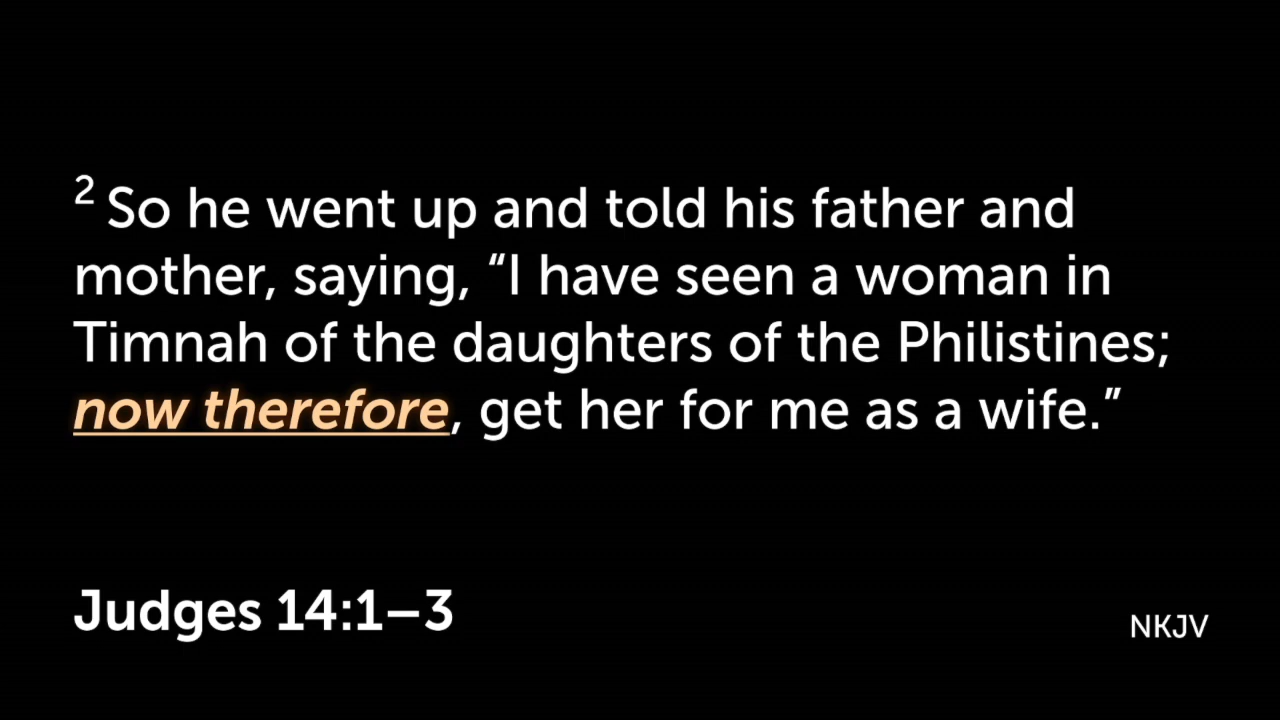 2 So he went up and told his father and
mother, saying, “I have seen a woman in
Timnah of the daughters of the Philistines;
now therefore, get her for me as a wife.”
Judges 14:1–3
NKJV